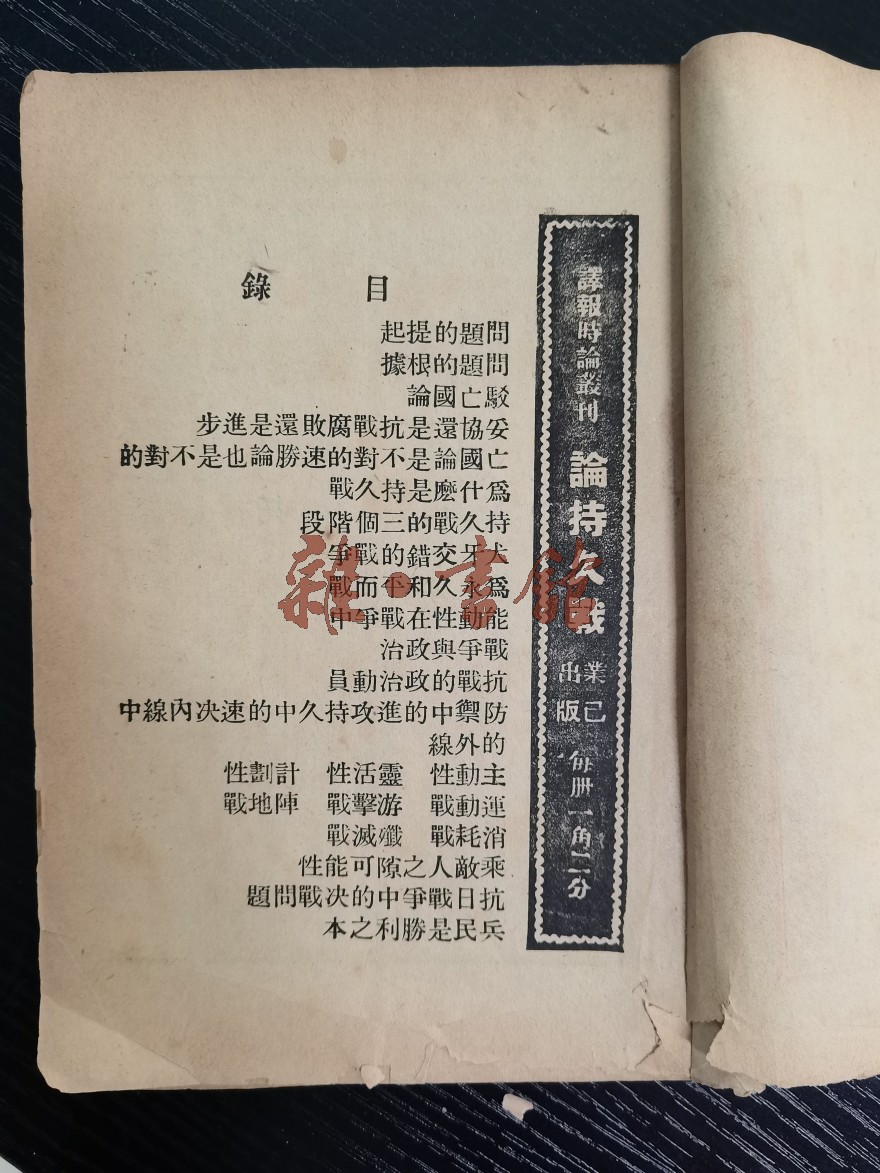 譯報時論叢刊
論持久戰
業已
出版
每册一角二分
目錄
問題的提起
問題的根據
駁亡國論
妥協還是抗戰腐敗還是進步
亡國論是不對的速勝論也是不對的
爲什麽是持久戰
持久戰的三個階段
犬牙交錯的戰爭
爲永久和平而戰
能動性在戰爭中
戰爭與政治
抗戰的政治動員
防禦中的進攻持久中的速决內線中
的外線
主動性 靈活性 計劃性
運動戰 游擊戰 陣地戰
消耗戰 殲滅戰
乘敵人之隙可能性
抗日戰爭中的决戰問題
兵民是勝利之本
雜·書館